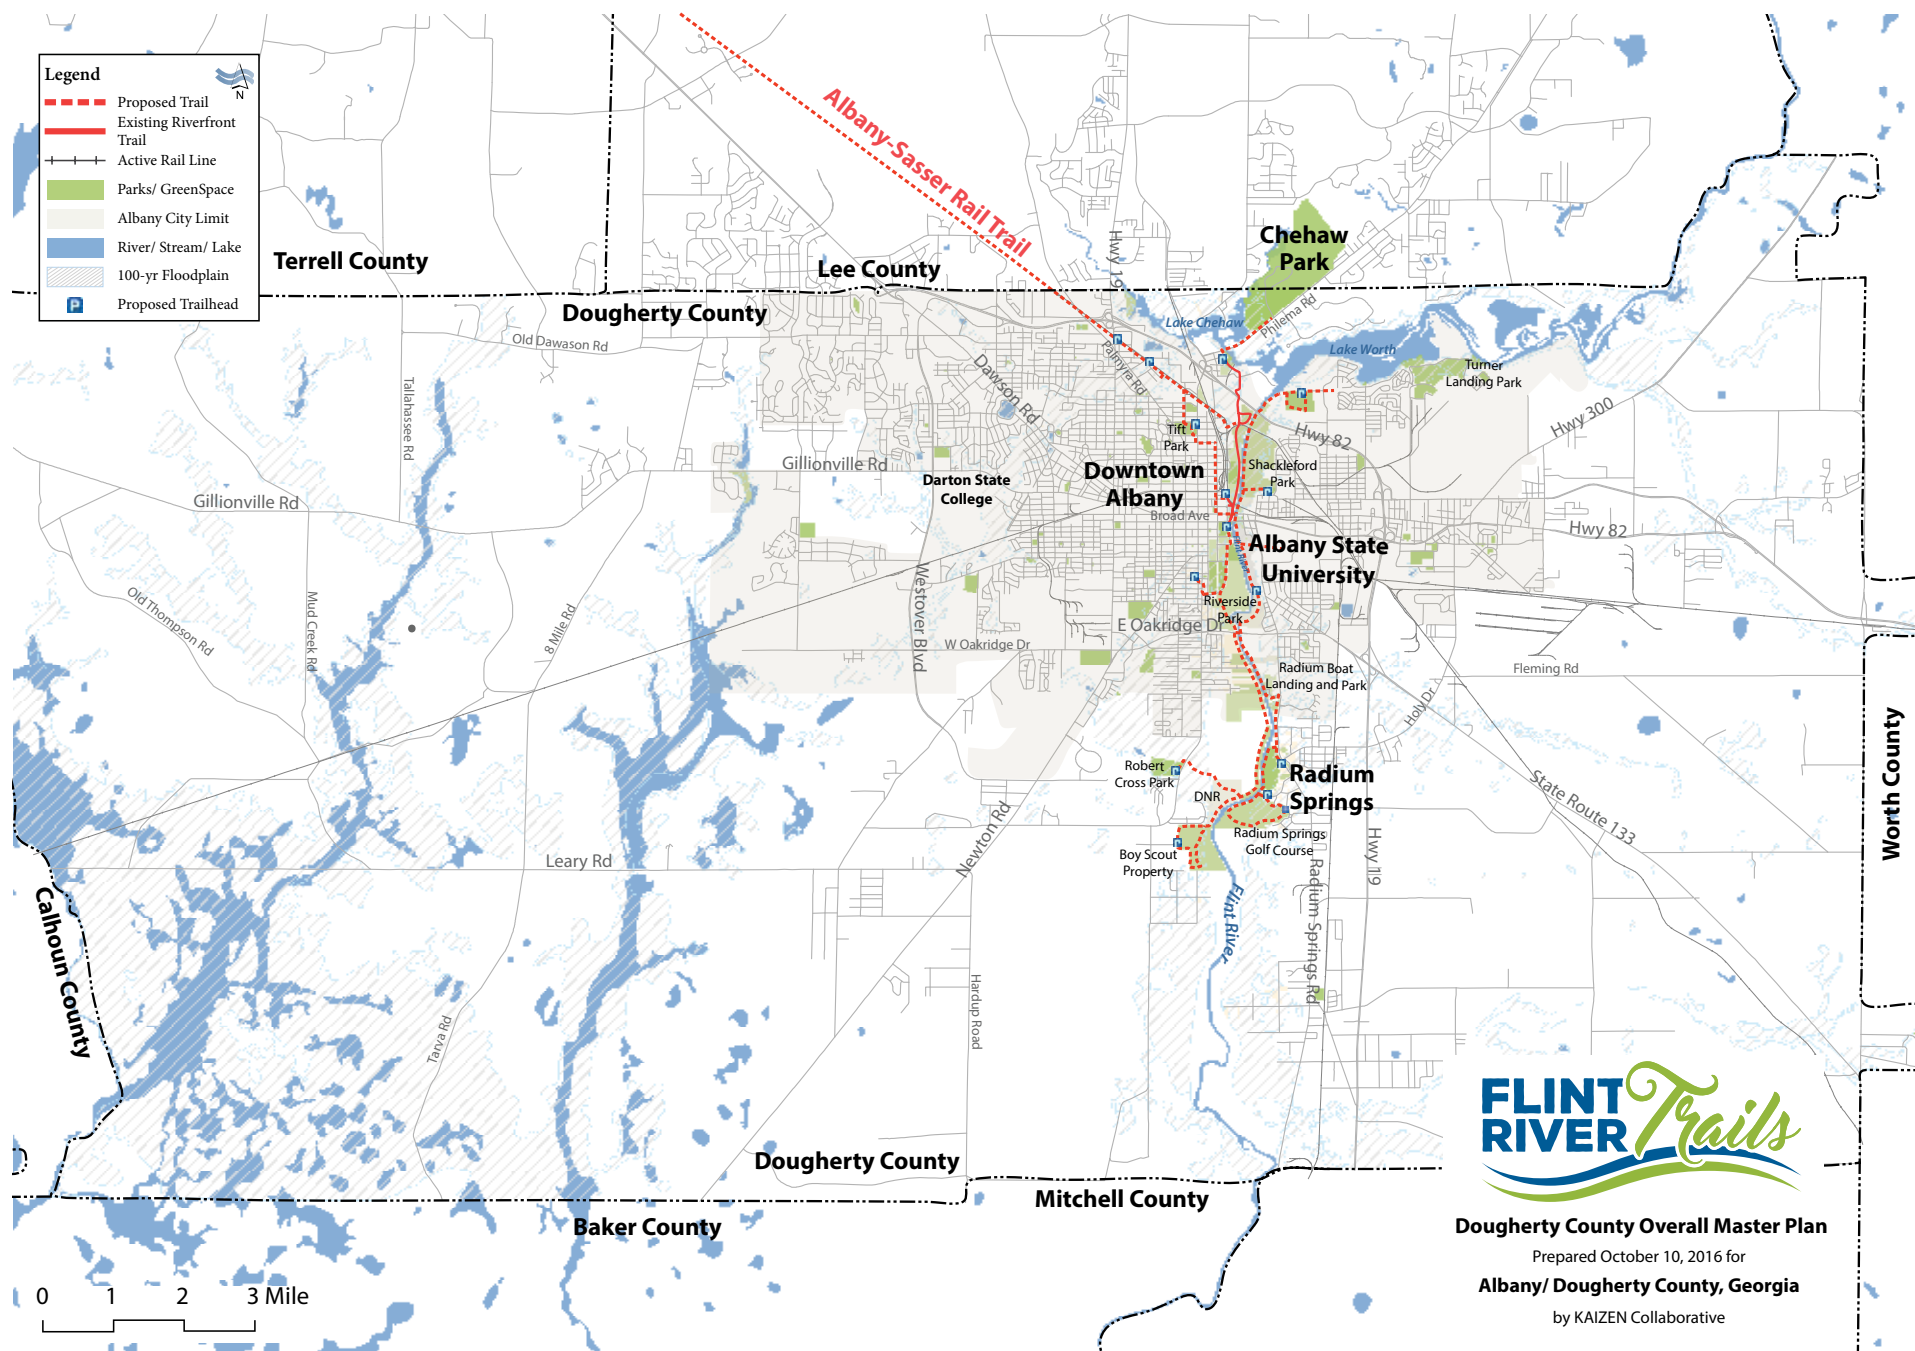 Legend
N
Proposed Trail
Existing Riverfront
Trail
Active Rail Line
Parks/ GreenSpace
Albany City Limit
River/ Stream/ Lake
100-yr Floodplain
P
Proposed Trailhead
Albany-Sasser Rail Trail
Terrell County
Lee County
Dougherty County
Chehaw
Park
Hwy 19
Lake Chehaw
Philema Rd
Lake Worth
Turner
Landing Park
Old Dawason Rd
Tallahassee Rd
Palmyra Rd
Dawson Rd
Hwy 300
Hwy 82
Tift
Park
Gillionville Rd
Gillionville Rd
Darton State
College
Downtown
Albany
Shackleford
Park
Broad Ave
Hwy 82
Albany State
University
Old Thompson Rd
Mud Creek Rd
8 Mile Rd
Westover Blvd
Riverside
Park
E Oakridge Dr
W Oakridge Dr
Radium Boat
Landing and Park
Fleming Rd
Holy Dr
Worth County
Robert
Cross Park
DNR
Radium
Springs
State Route 133
Newton Rd
Radium Springs
Golf Course
Boy Scout
Property
Leary Rd
Hwy 19
Radium Springs Rd
Flint River
Calhoun County
Tarva Rd
Hardup Road
Dougherty County
Mitchell County
Baker County
FLINT
RIVER Trails
Dougherty County Overall Master Plan
Prepared October 10, 2016 for
Albany/ Dougherty County, Georgia
by KAIZEN Collaborative
0 1 2 3 Mile